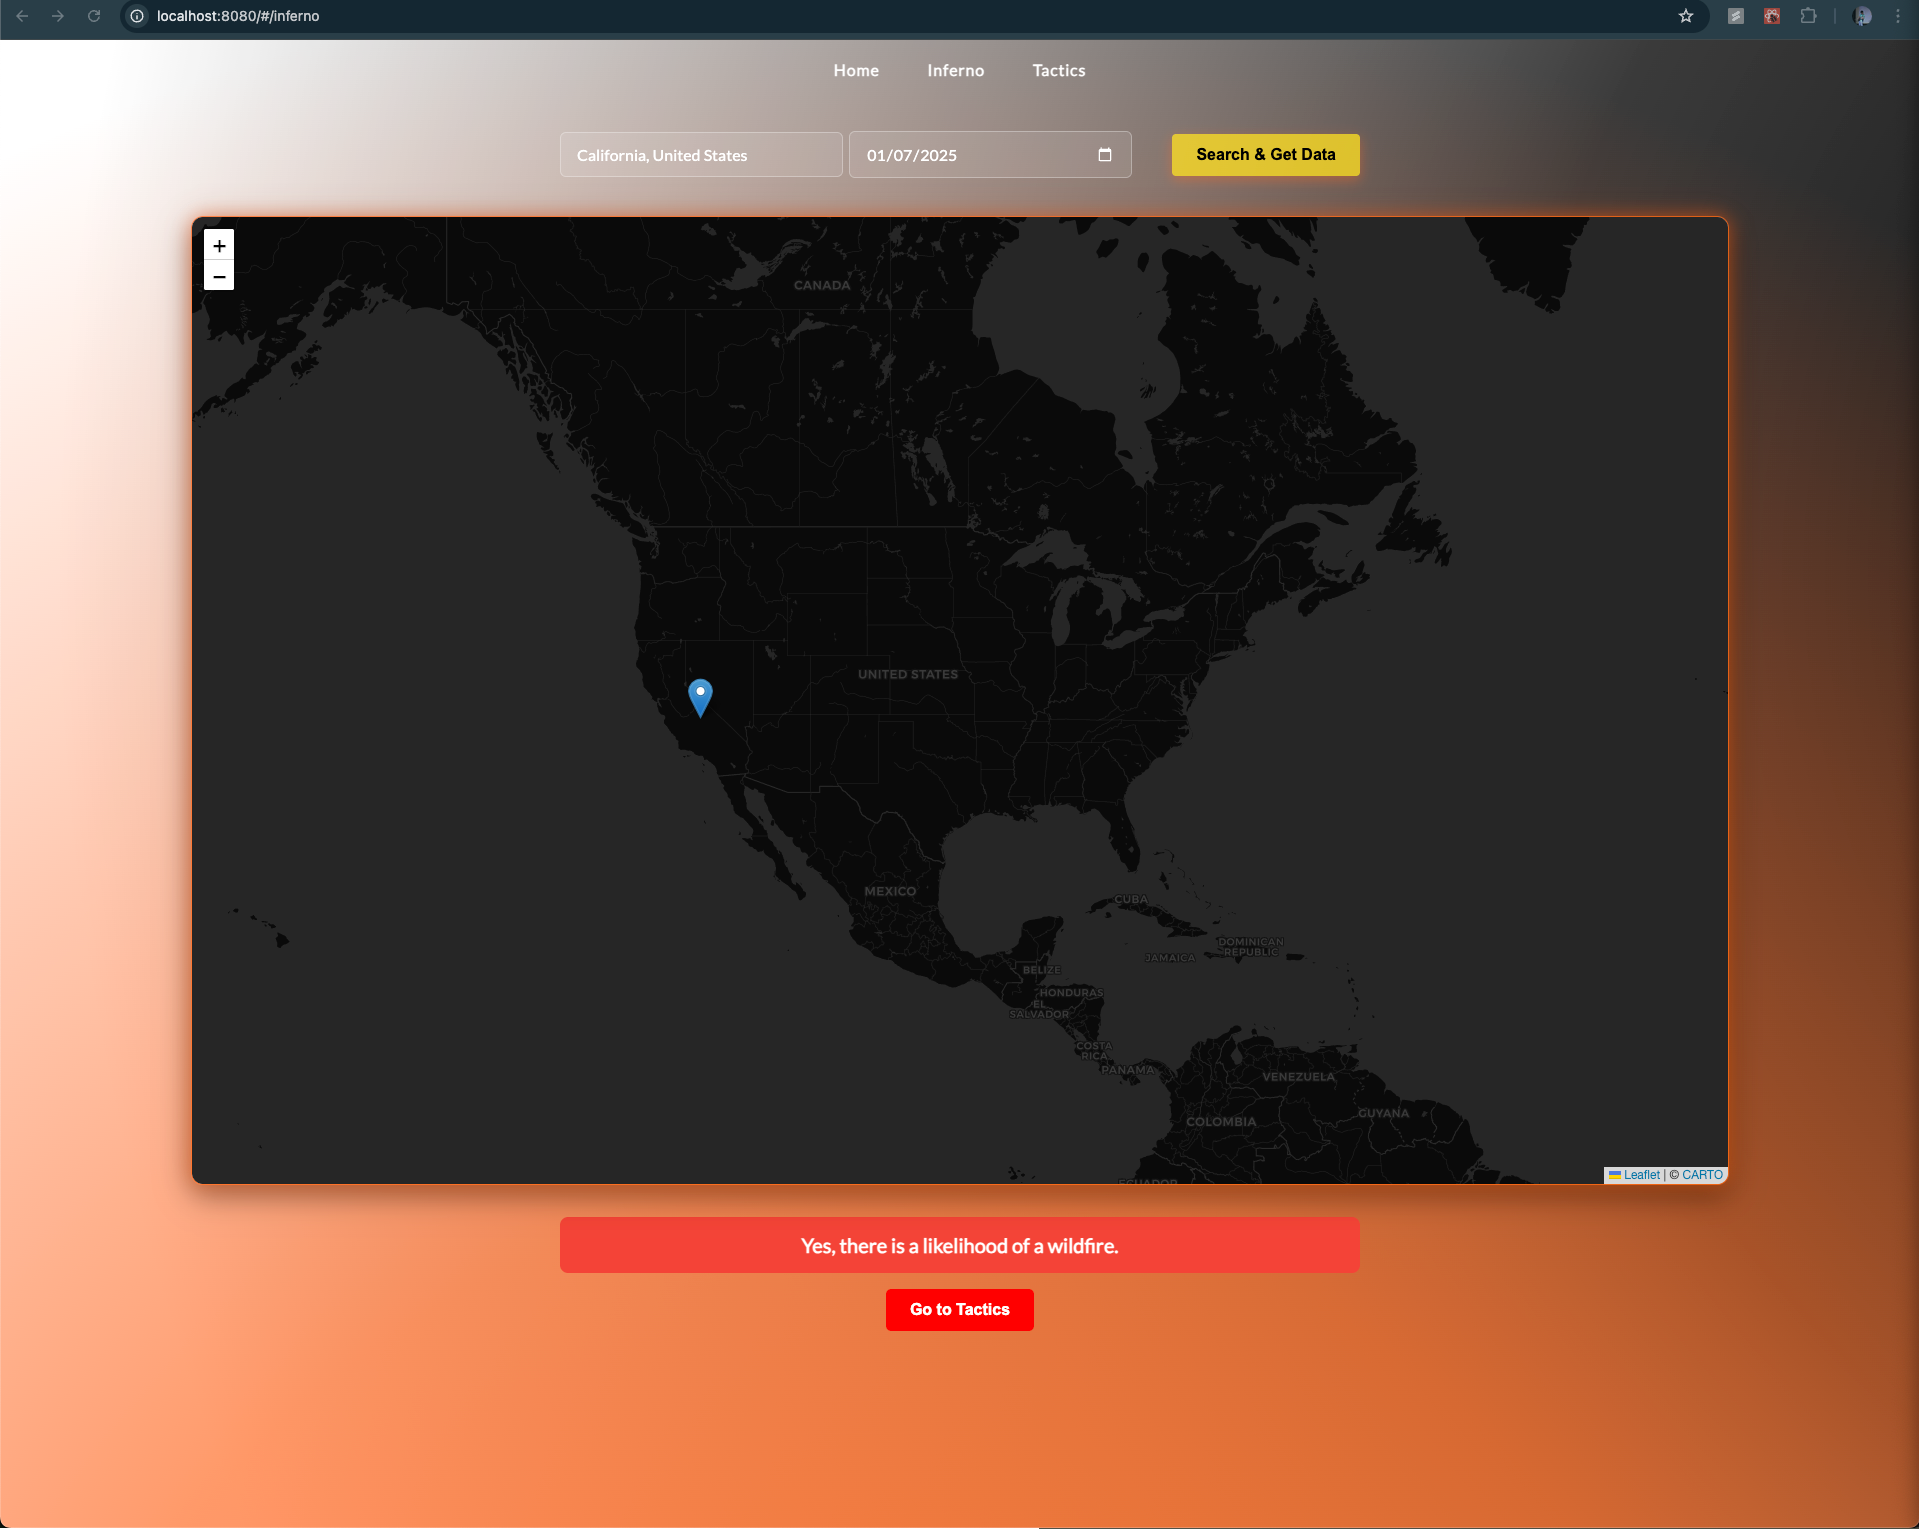 localhost:8080/#/inferno
Home Inferno Tactics
California, United States 01/07/2025 Search & Get Data
+
−
CANADA
UNITED STATES
MEXICO
CUBA
DOMINICAN
REPUBLIC
JAMAICA
BELIZE
HONDURAS
EL
SALVADOR
COSTA
RICA
PANAMA
VENEZUELA
GUYANA
COLOMBIA
ECUADOR
Leaflet | © CARTO
Yes, there is a likelihood of a wildfire.
Go to Tactics